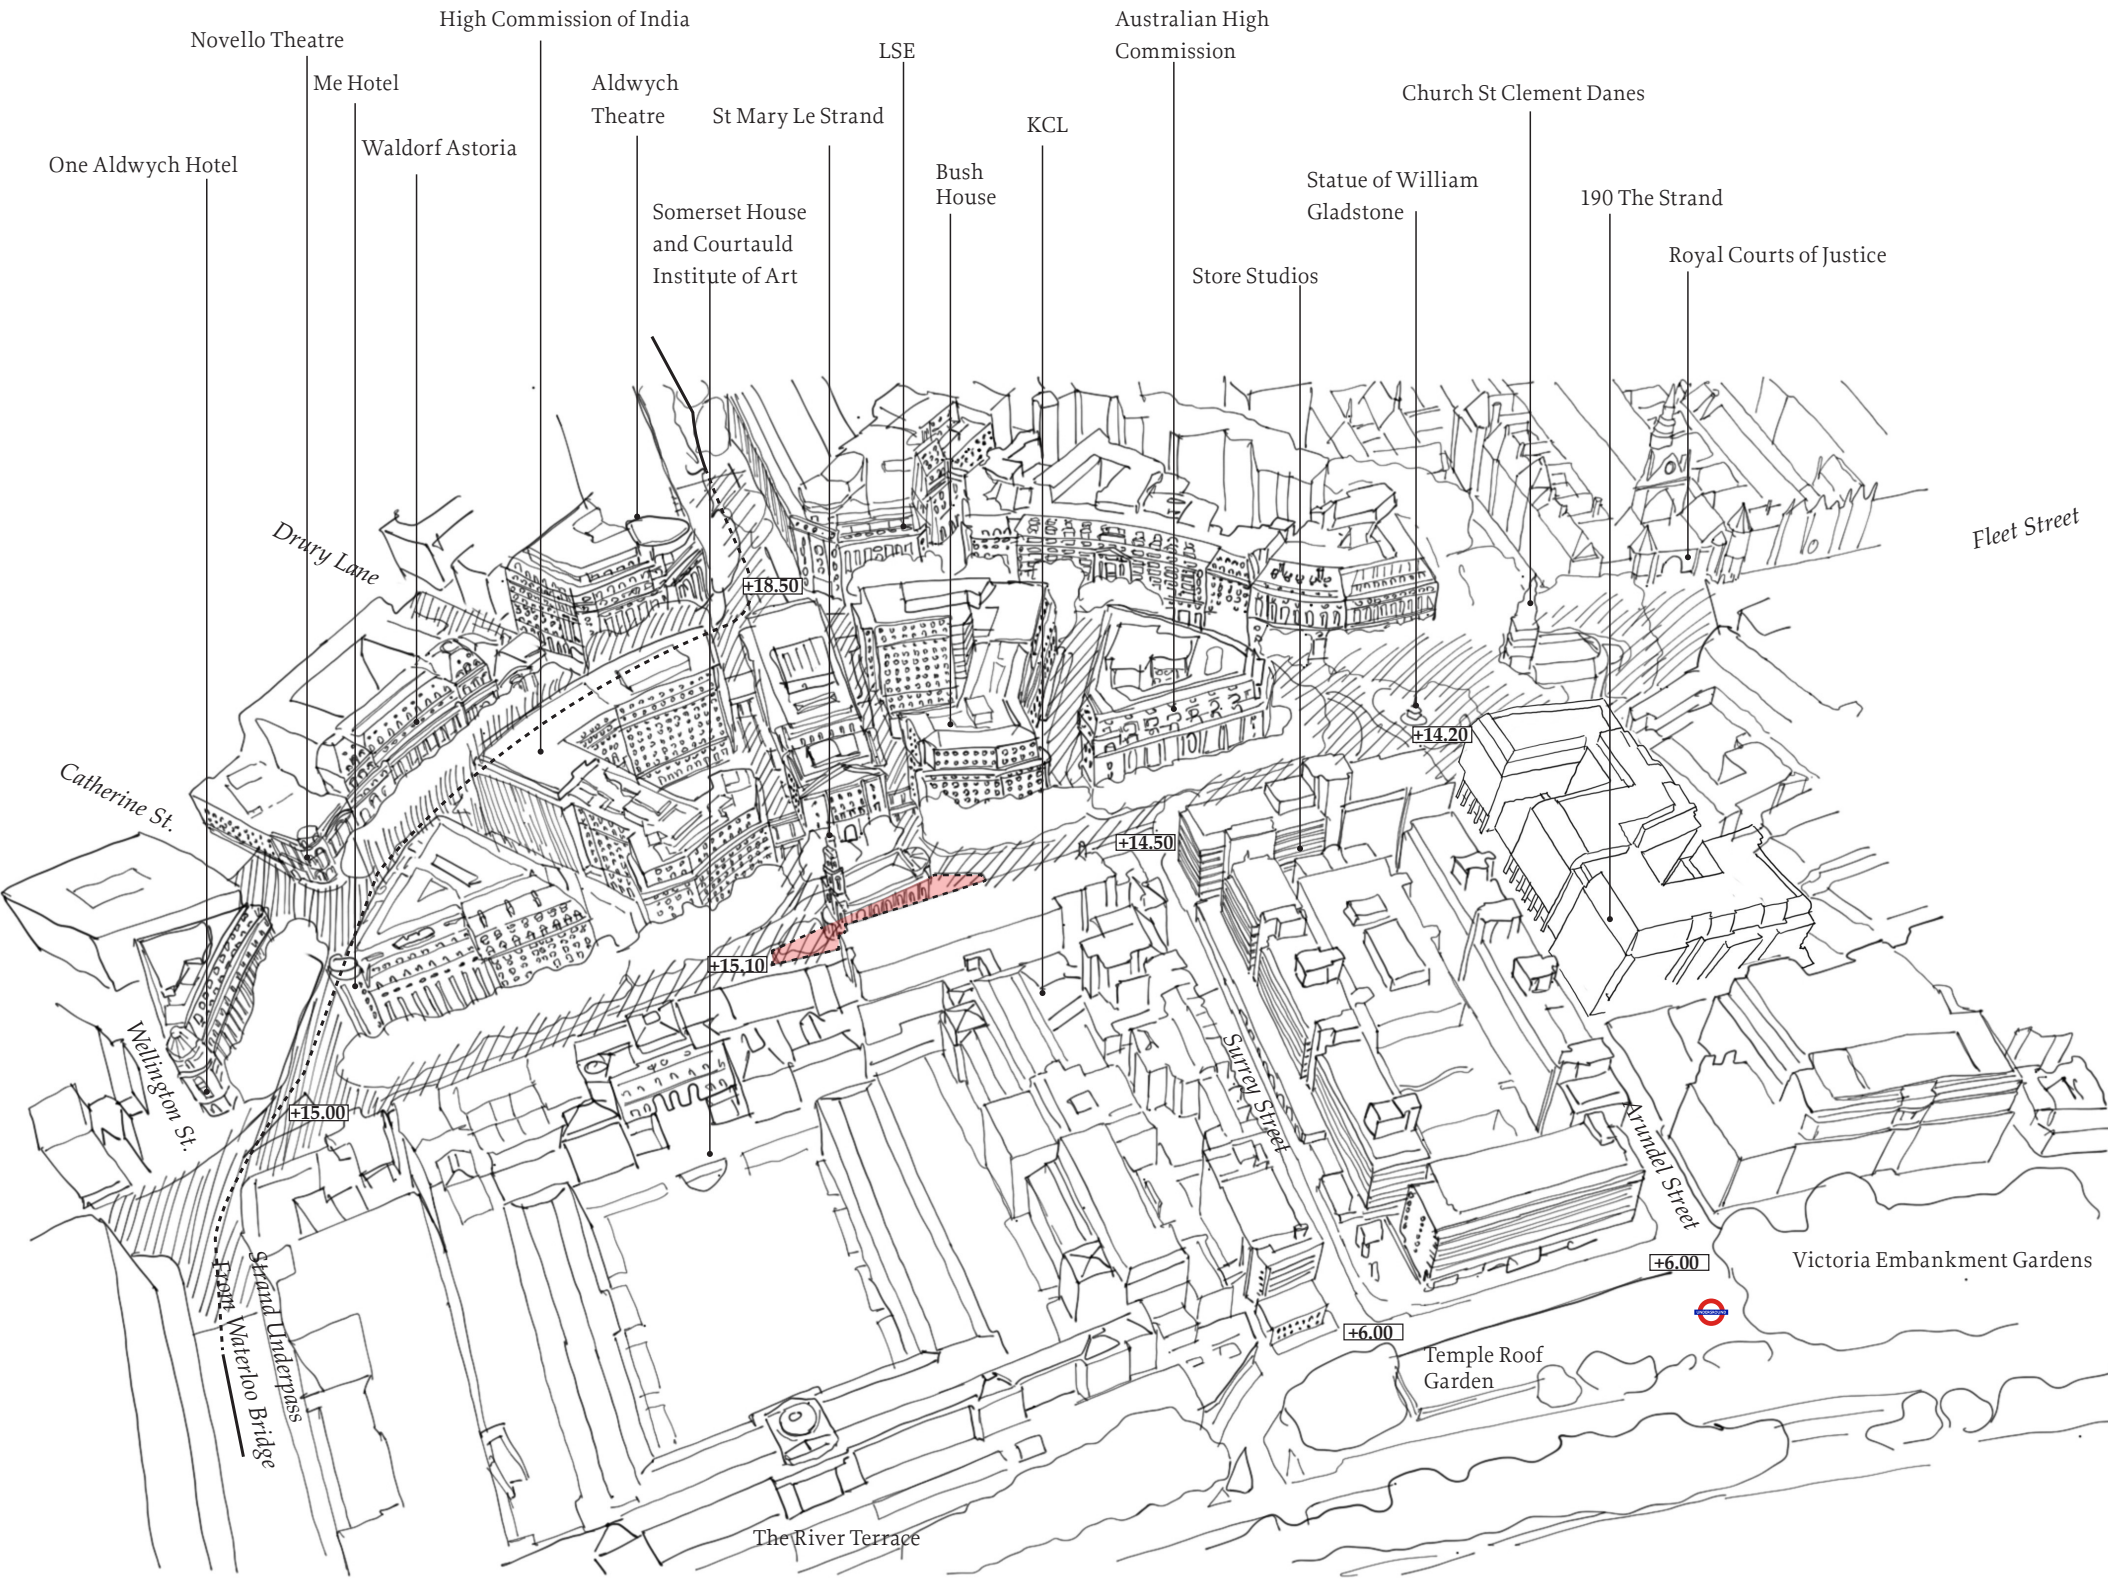 High Commission of India
Novello Theatre
Me Hotel
Aldwych
Theatre
LSE
Australian High
Commission
St Mary Le Strand
Church St Clement Danes
KCL
Waldorf Astoria
One Aldwych Hotel
Bush
House
Statue of William
Gladstone
190 The Strand
Somerset House
and Courtauld
Institute of Art
Store Studios
Royal Courts of Justice
Fleet Street
Drury Lane
+18.50
+14.20
Catherine St.
+14.50
+15.10
Wellington St.
+15.00
Surrey Street
Arundel Street
From Waterloo Bridge
Strand Underpass
+6.00
Victoria Embankment Gardens
UNDERGROUND
+6.00
Temple Roof
Garden
The River Terrace